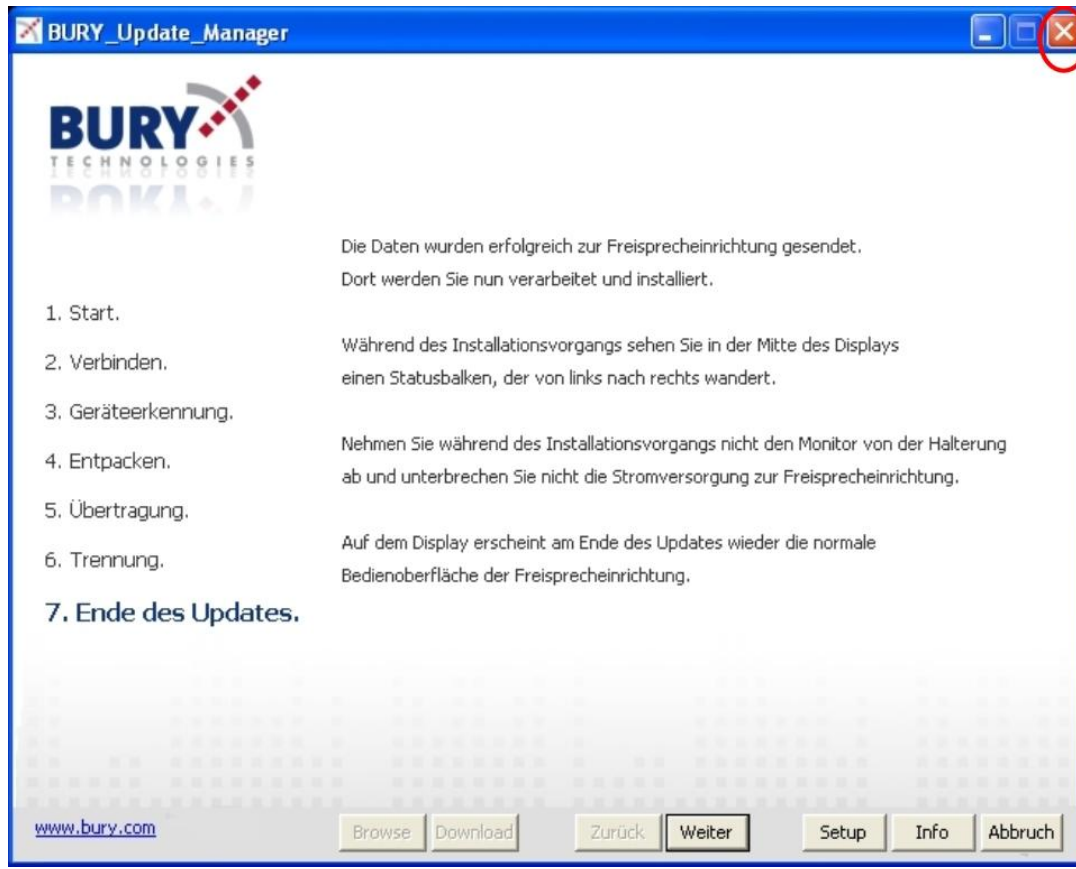 BURY_Update_Manager
BURY
TECHNOLOGIES
Die Daten wurden erfolgreich zur Freisprecheinrichtung gesendet.
Dort werden Sie nun verarbeitet und installiert.
Während des Installationsvorgangs sehen Sie in der Mitte des Displays
einen Statusbalken, der von links nach rechts wandert.
Nehmen Sie während des Installationsvorgangs nicht den Monitor von der Halterung
ab und unterbrechen Sie nicht die Stromversorgung zur Freisprecheinrichtung.
Auf dem Display erscheint am Ende des Updates wieder die normale
Bedienoberfläche der Freisprecheinrichtung.
1. Start.
2. Verbinden.
3. Geräteerkennung.
4. Entpacken.
5. Übertragung.
6. Trennung.
7. Ende des Updates.
www.bury.com
Browse Download Zurück Weiter Setup Info Abbruch